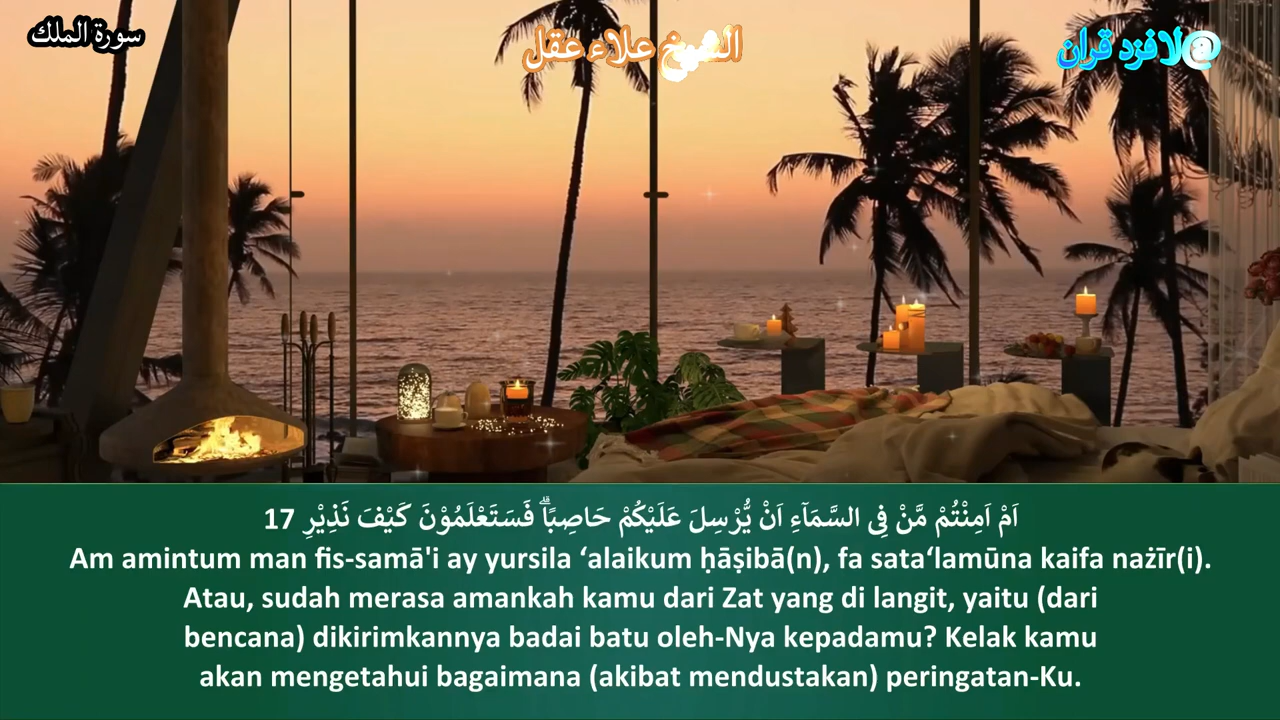 سورة الملك
الشيخ علاء عقل
@لافزد قران
اَمْ اَمِنْتُمْ مَّنْ فِى السَّمَاۤءِ اَنْ يُّرْسِلَ عَلَيْكُمْ حَاصِبًاۗ فَسَتَعْلَمُوْنَ كَيْفَ نَذِيْرِ 17
Am amintum man fis-samā'i ay yursila ‘alaikum ḥāṣibā(n), fa sata‘lamūna kaifa nażīr(i).
Atau, sudah merasa amankah kamu dari Zat yang di langit, yaitu (dari
bencana) dikirimkannya badai batu oleh-Nya kepadamu? Kelak kamu
akan mengetahui bagaimana (akibat mendustakan) peringatan-Ku.